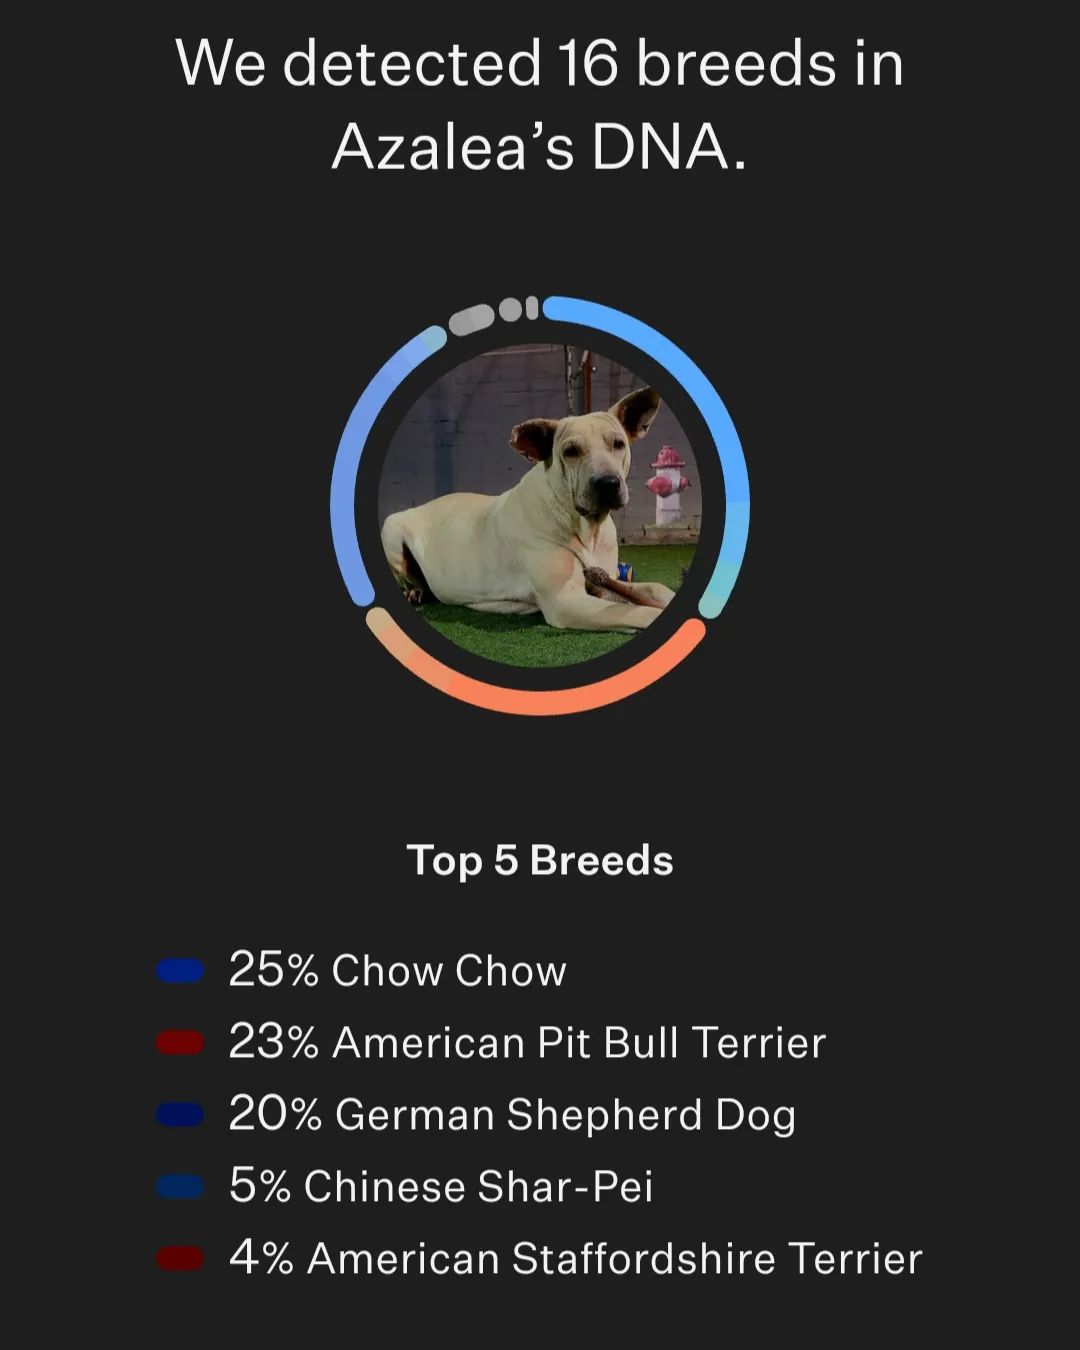 We detected 16 breeds in
Azalea’s DNA.
Top 5 Breeds
25% Chow Chow
23% American Pit Bull Terrier
20% German Shepherd Dog
5% Chinese Shar-Pei
4% American Staffordshire Terrier